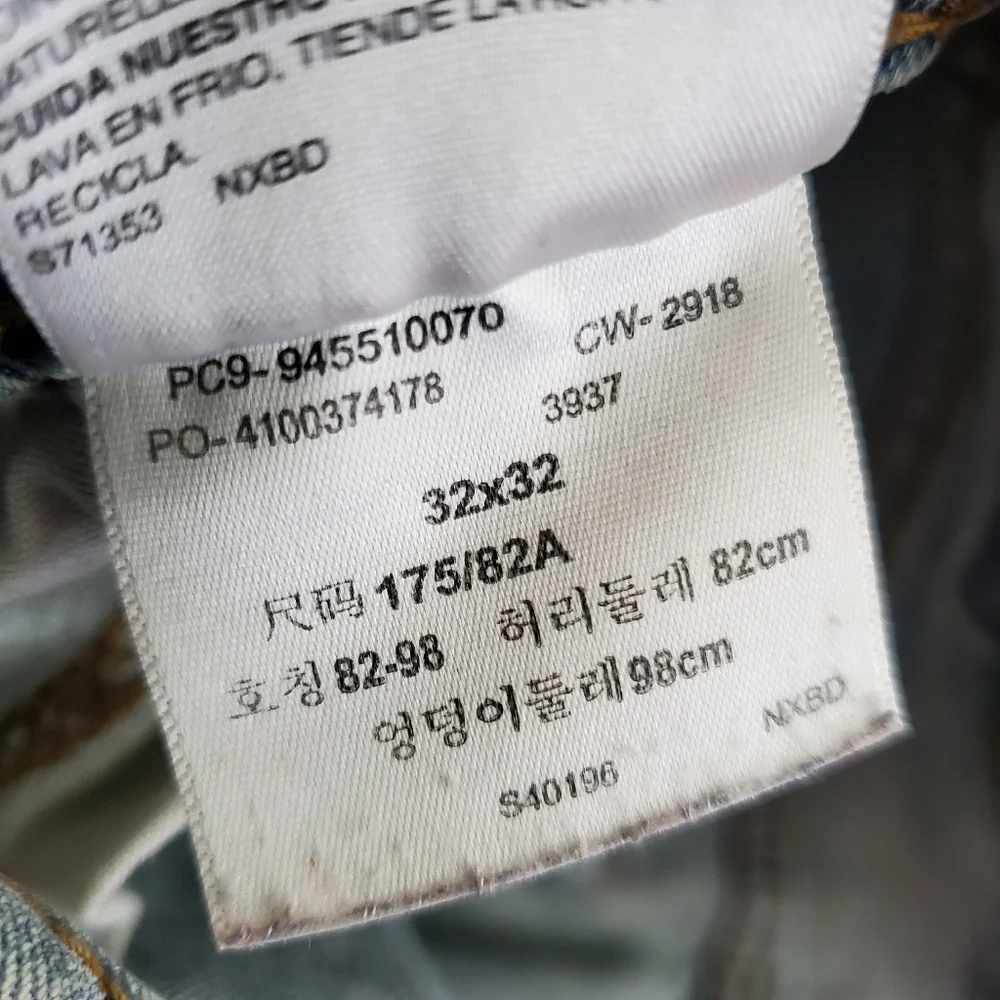 NATURELLE
CUIDA NUESTRO
LAVA EN FRIO, TIENDE LA
RECICLA.
S71353 NXBD
PC9-945510070 CW-2918
PO-4100374178 3937
32x32
尺码 175/82A
호칭 82-98 허리둘레 82cm
엉덩이둘레 98cm
S40196 NXBD